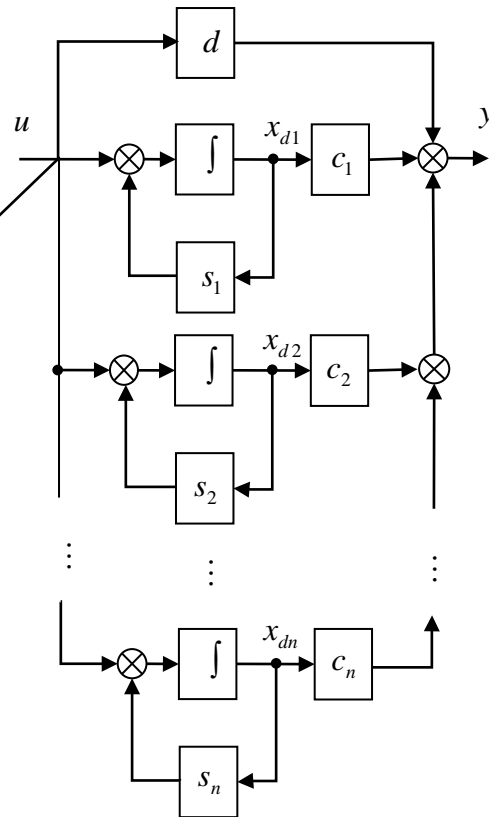 d
u
y
x_{d1}
∫
c_1
s_1
x_{d2}
∫
c_2
s_2
⋮ ⋮ ⋮
x_{dn}
∫
c_n
s_n